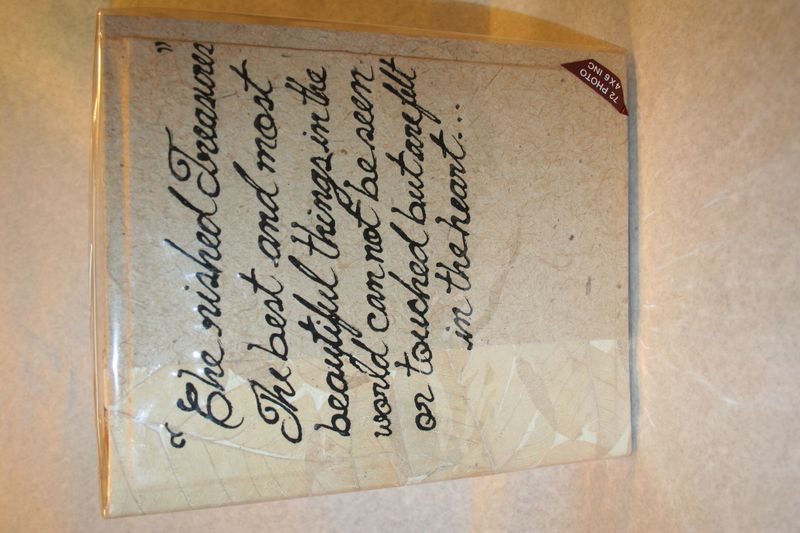 "Cherished Treasures"
The best and most
beautiful things in the
world can not be seen
or touched but are felt
in the heart...
72 PHOTO
4X6 INC